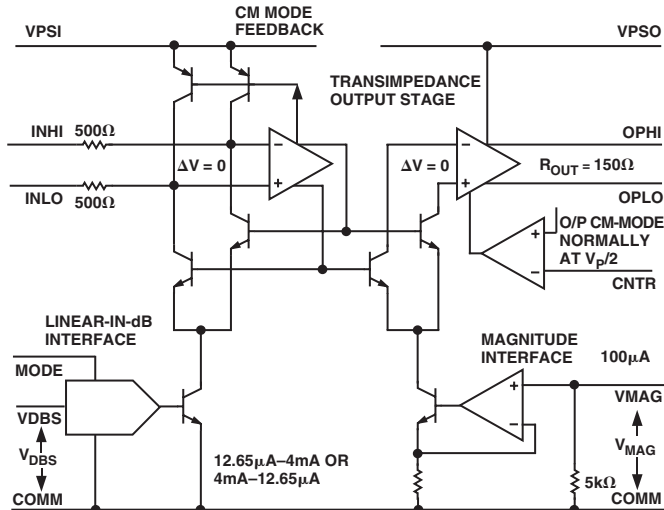 CM MODE
FEEDBACK
VPSI
VPSO
TRANSIMPEDANCE
OUTPUT STAGE
INHI
500Ω
OPHI
−
ΔV = 0
+
ΔV = 0
−
+
R_OUT = 150Ω
INLO
500Ω
OPLO
O/P CM-MODE
NORMALLY
AT V_P/2
+
−
CNTR
LINEAR-IN-dB
INTERFACE
MAGNITUDE
INTERFACE
100μA
MODE
VDBS
V_DBS
COMM
+
−
VMAG
V_MAG
12.65μA–4mA OR
4mA–12.65μA
5kΩ
COMM